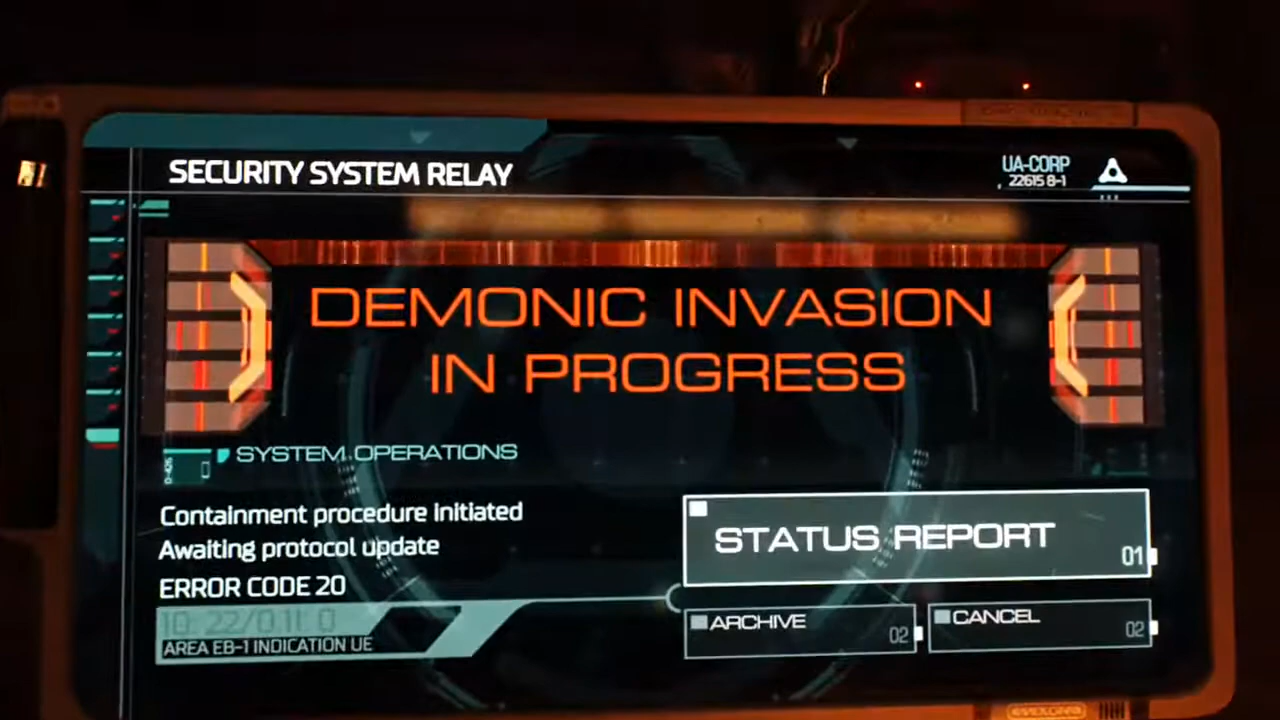 SECURITY SYSTEM RELAY
UA-CORP
22615 8-1
DEMONIC INVASION
IN PROGRESS
SYSTEM OPERATIONS
Containment procedure initiated
Awaiting protocol update
ERROR CODE 20
AREA EB-1 INDICATION UE
STATUS REPORT
01
ARCHIVE
02
CANCEL
02